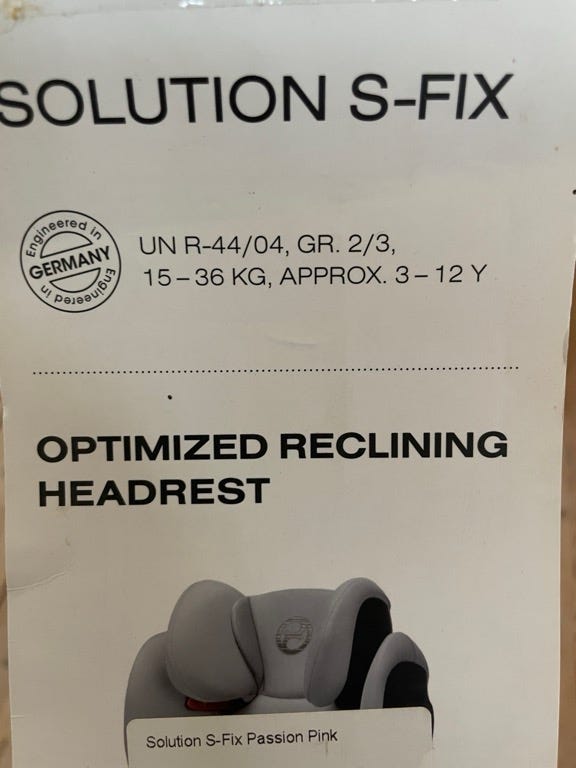 SOLUTION S-FIX
Engineered in
GERMANY
Engineered in
UN R-44/04, GR. 2/3,
15 – 36 KG, APPROX. 3 – 12 Y
OPTIMIZED RECLINING
HEADREST
Solution S-Fix Passion Pink